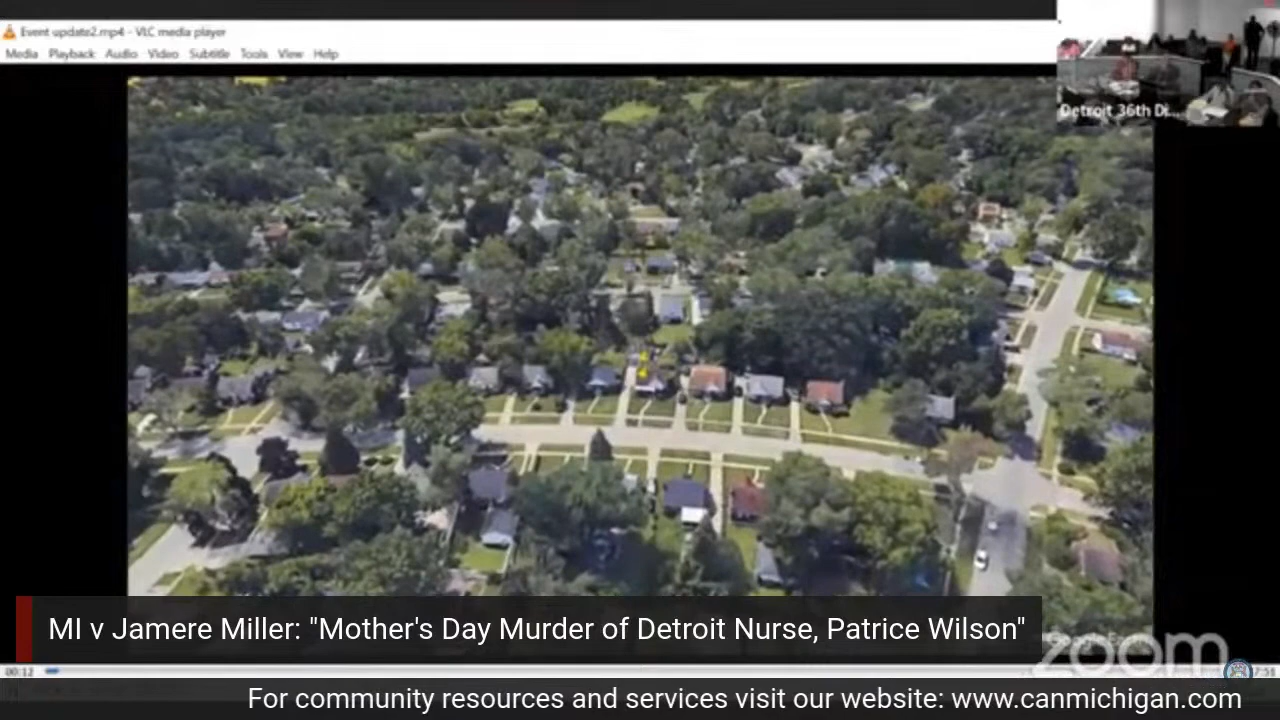 Event update2.mp4 - VLC media player
Media Playback Audio Video Subtitle Tools View Help
Detroit 36th Di...
MI v Jamere Miller: "Mother's Day Murder of Detroit Nurse, Patrice Wilson"
zoom
00:12
For community resources and services visit our website: www.canmichigan.com